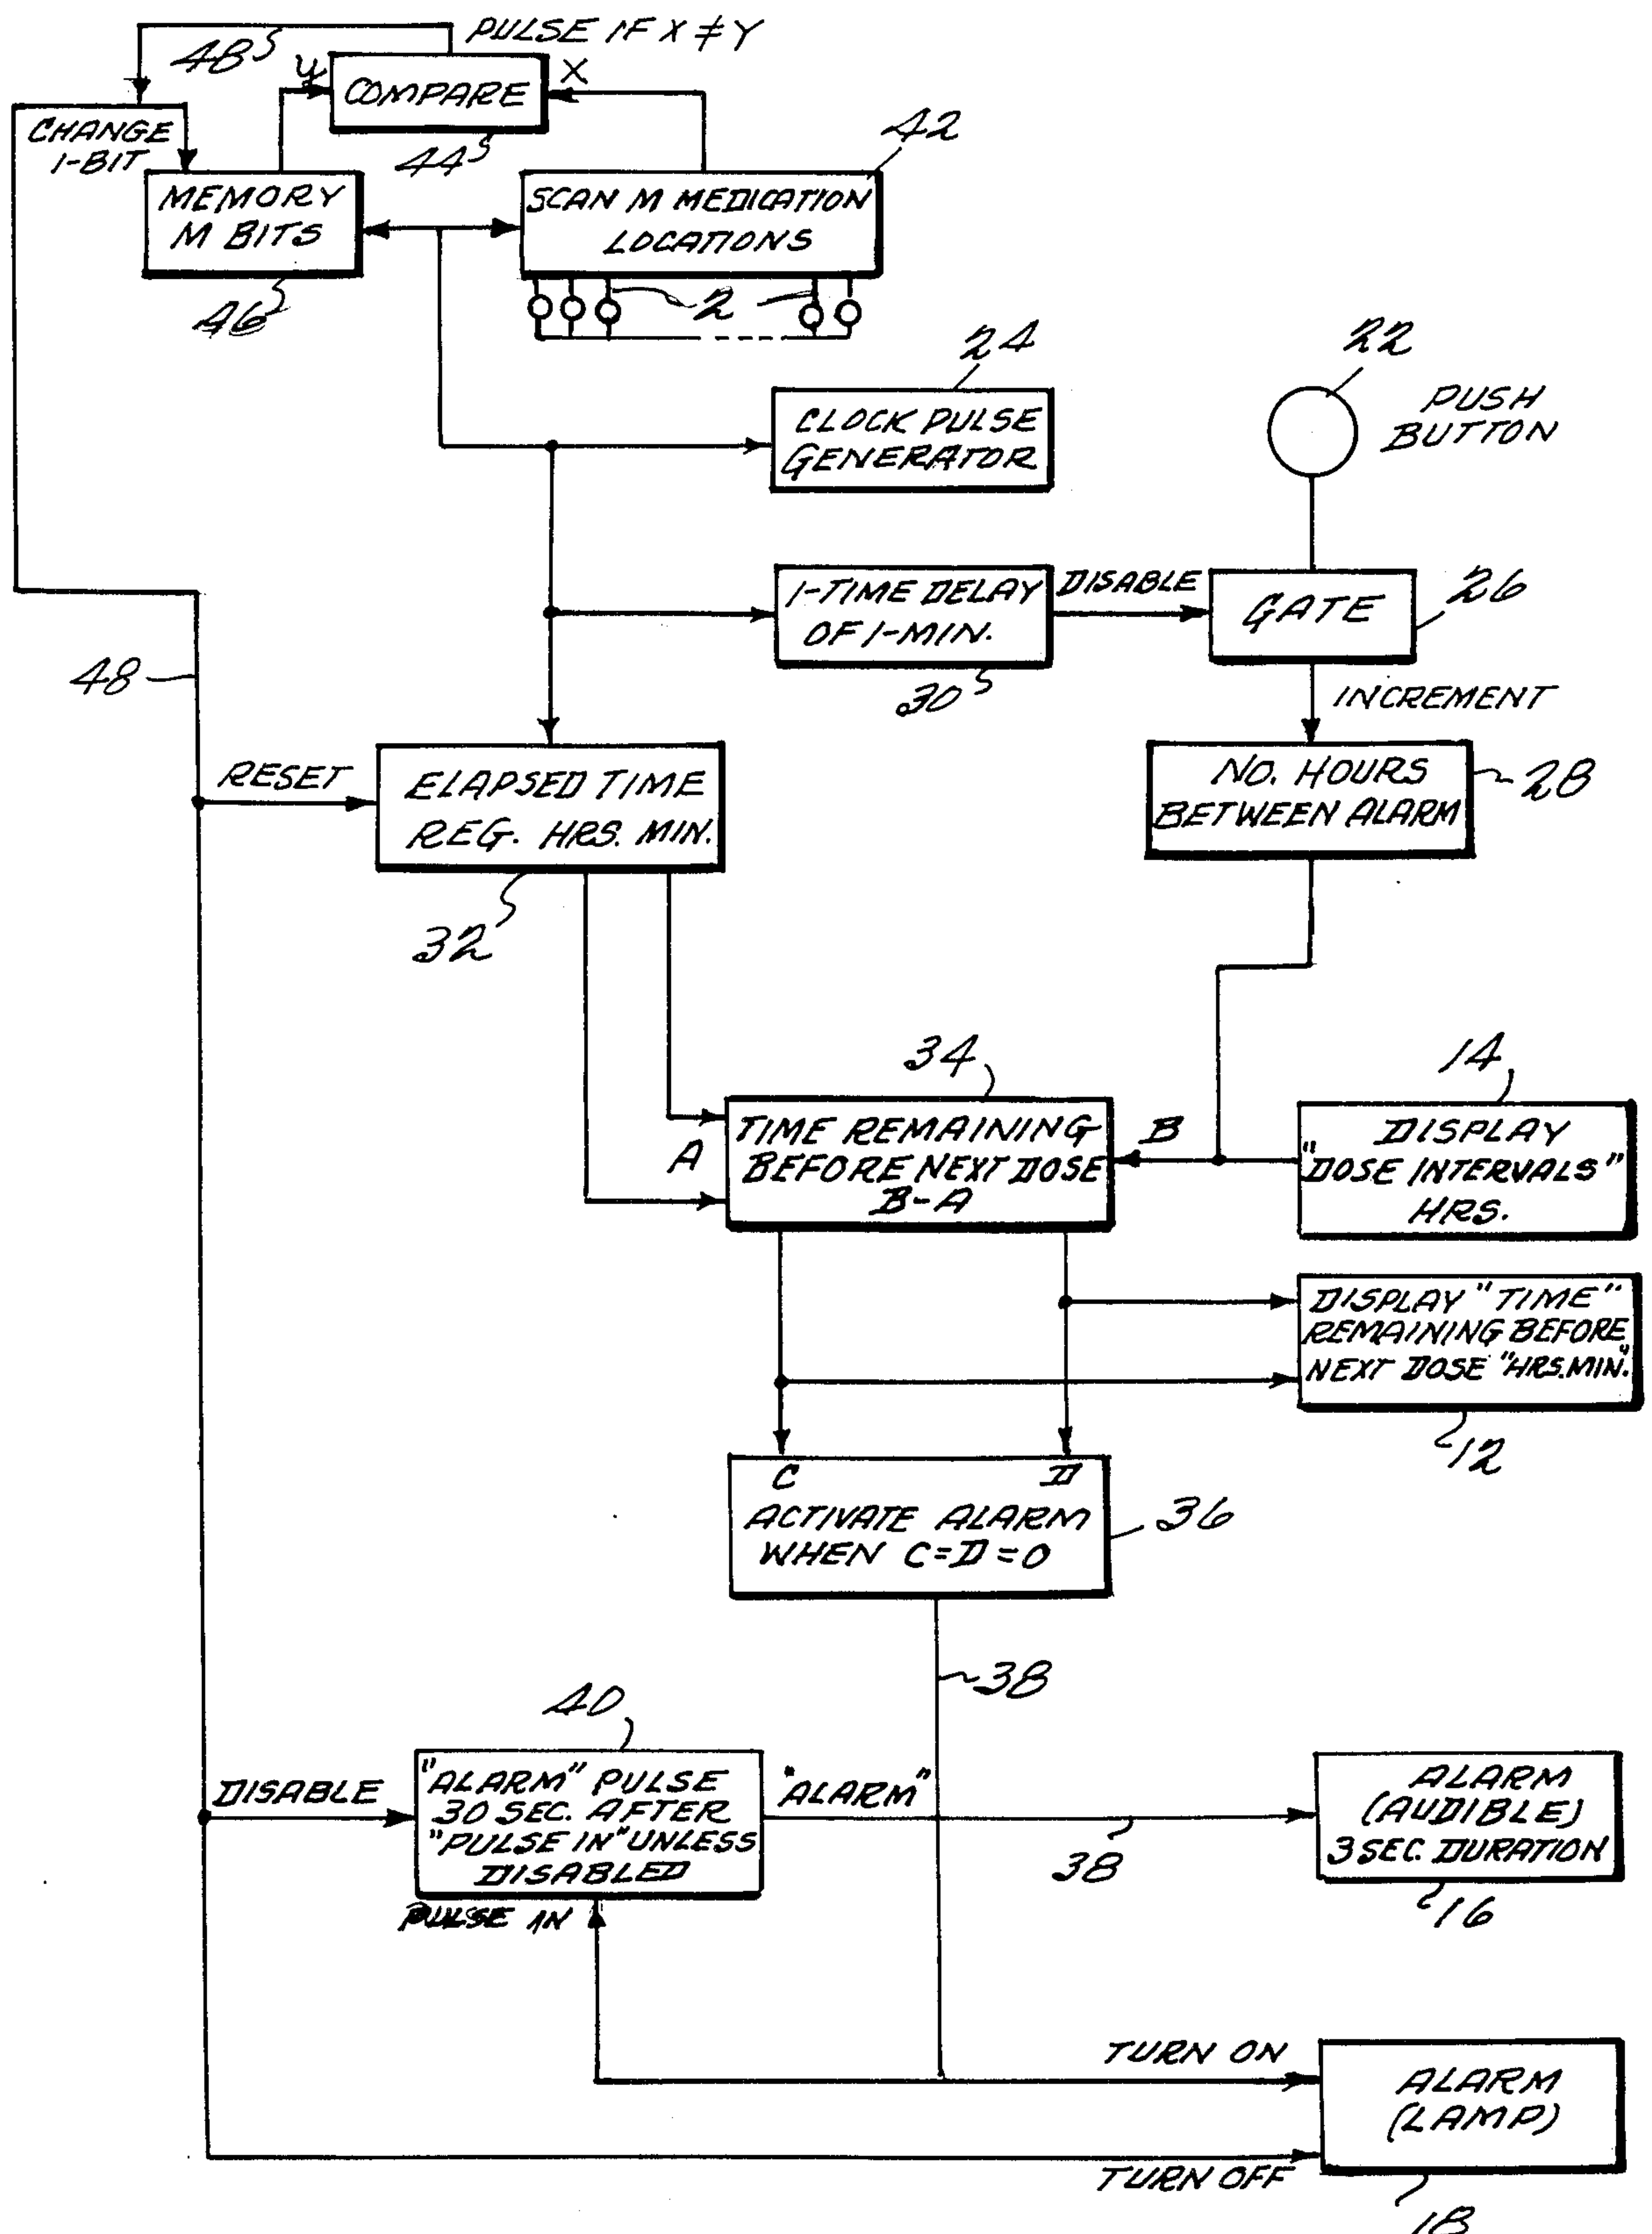 PULSE IF X ≠ Y
48
y
X
COMPARE
42
CHANGE
1-BIT
44
MEMORY
M BITS
SCAN M MEDICATION
LOCATIONS
46
2
24
22
PUSH
BUTTON
CLOCK PULSE
GENERATOR
1-TIME DELAY
OF 1-MIN.
DISABLE
GATE
26
30
48
INCREMENT
RESET
ELAPSED TIME
REG. HRS. MIN.
NO. HOURS
BETWEEN ALARM
28
32
34
14
A
TIME REMAINING
BEFORE NEXT DOSE
B-A
B
DISPLAY
"DOSE INTERVALS"
HRS.
DISPLAY "TIME"
REMAINING BEFORE
NEXT DOSE "HRS.MIN."
12
C
D
ACTIVATE ALARM
WHEN C=D=0
36
38
40
DISABLE
"ALARM" PULSE
30 SEC. AFTER
"PULSE IN" UNLESS
DISABLED
"ALARM"
38
ALARM
(AUDIBLE)
3 SEC. DURATION
16
PULSE IN
TURN ON
ALARM
(LAMP)
TURN OFF
18